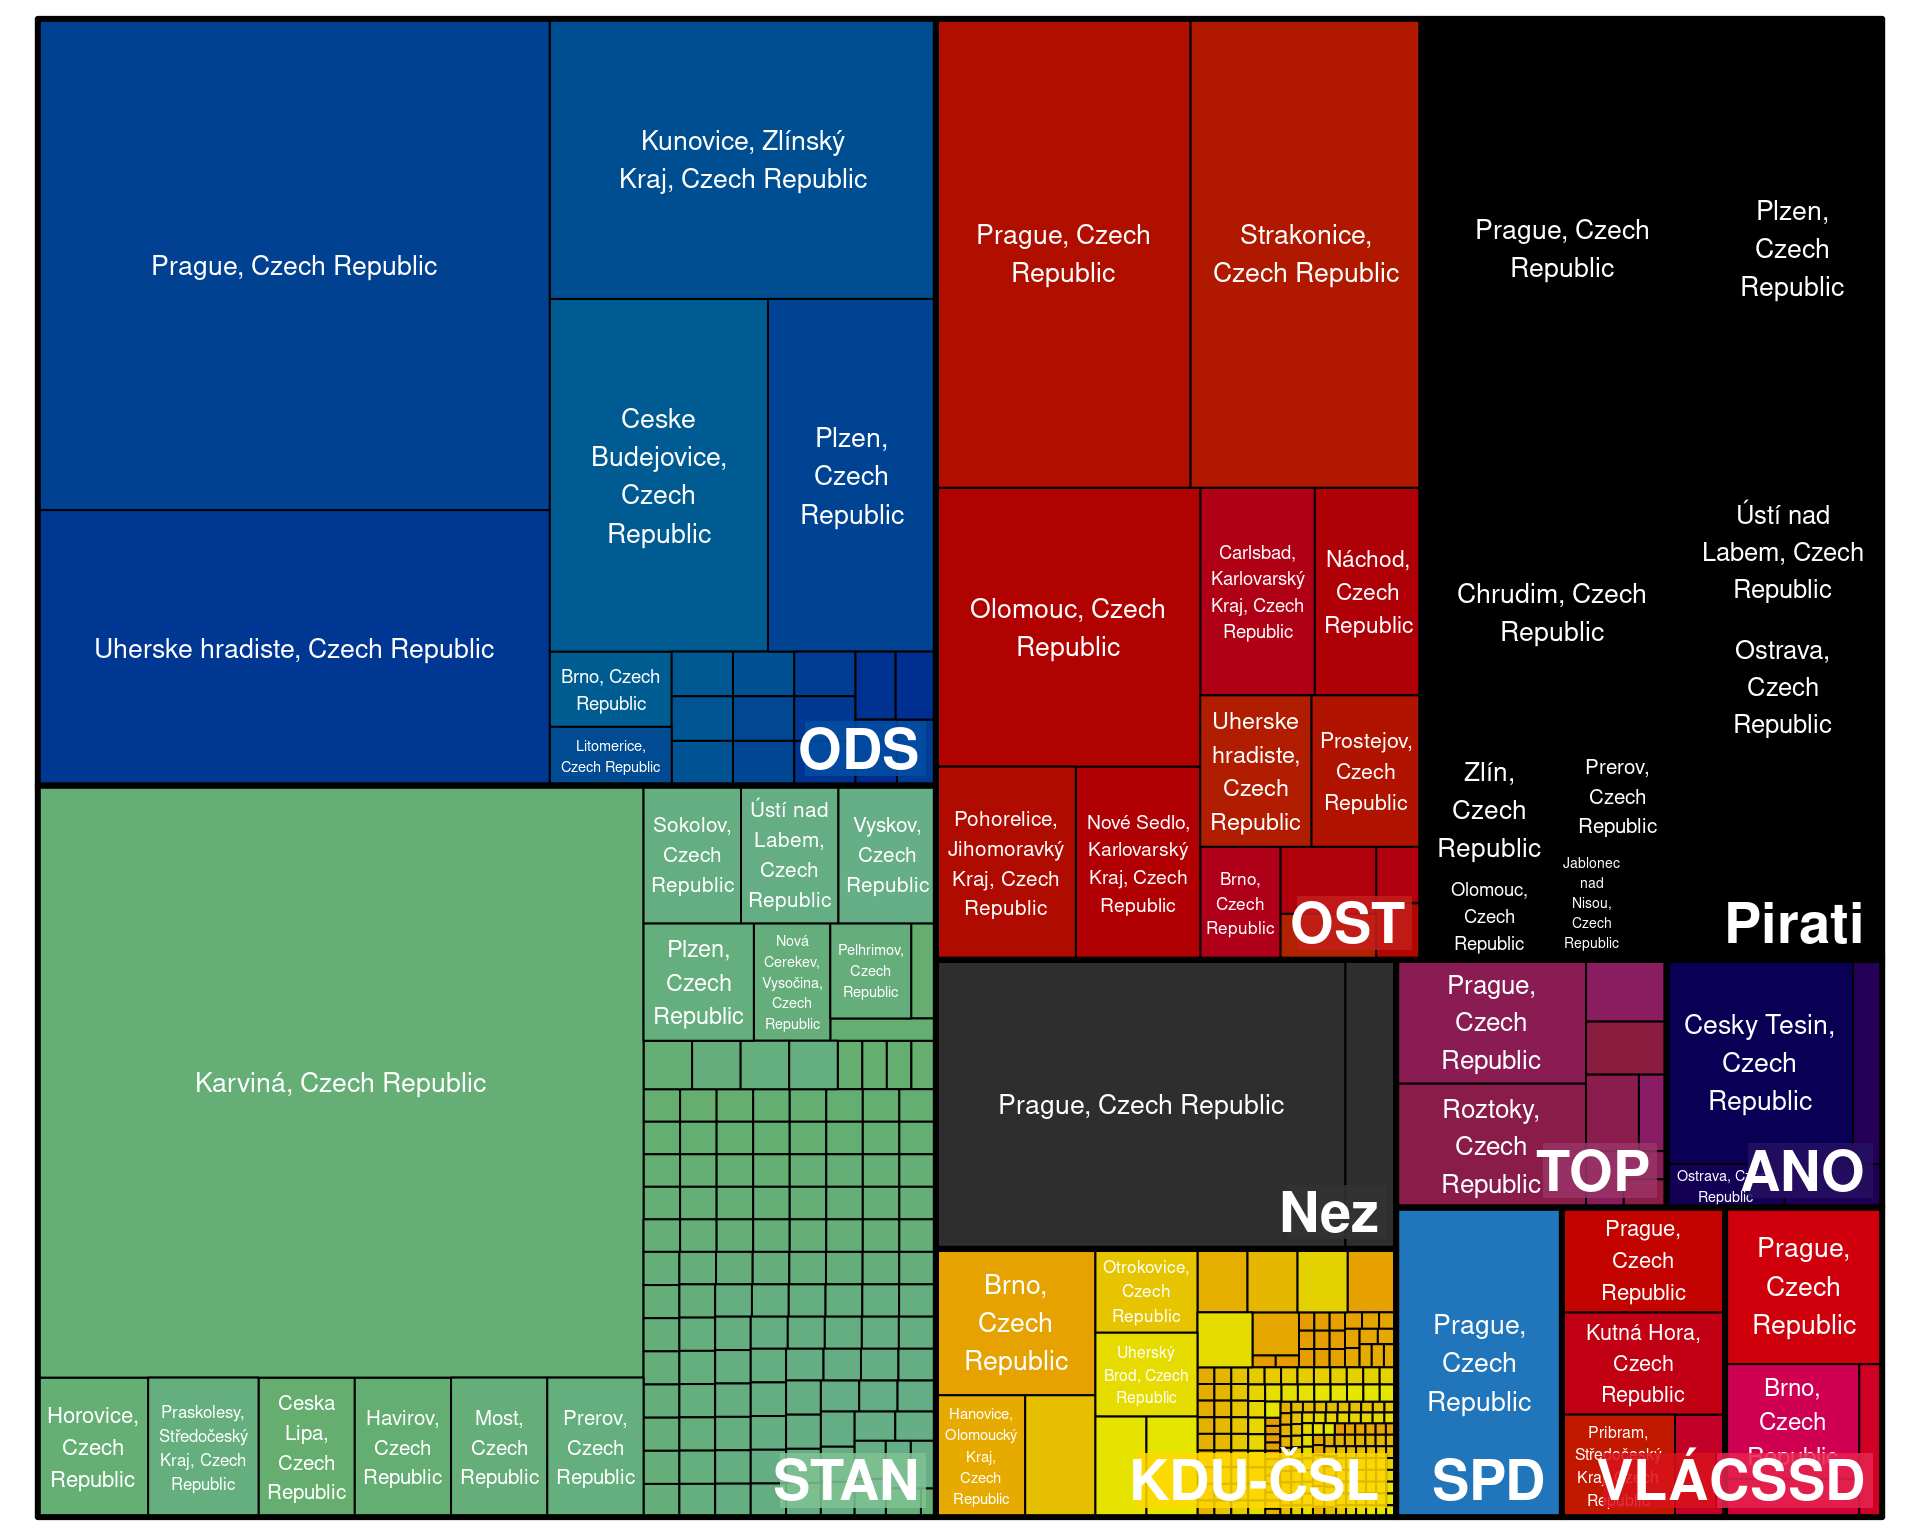 Prague, Czech Republic
Kunovice, Zlínský
Kraj, Czech Republic
Ceske
Budejovice,
Czech
Republic
Plzen,
Czech
Republic
Uherske hradiste, Czech Republic
Brno, Czech
Republic
Litomerice,
Czech Republic
ODS
Prague, Czech
Republic
Strakonice,
Czech Republic
Olomouc, Czech
Republic
Carlsbad,
Karlovarský
Kraj, Czech
Republic
Náchod,
Czech
Republic
Uherske
hradiste,
Czech
Republic
Prostejov,
Czech
Republic
Pohorelice,
Jihomoravký
Kraj, Czech
Republic
Nové Sedlo,
Karlovarský
Kraj, Czech
Republic
Brno,
Czech
Republic
OST
Prague, Czech
Republic
Plzen,
Czech
Republic
Chrudim, Czech
Republic
Ústí nad
Labem, Czech
Republic
Ostrava,
Czech
Republic
Zlín,
Czech
Republic
Prerov,
Czech
Republic
Olomouc,
Czech
Republic
Jablonec
nad
Nisou,
Czech
Republic
Pirati
Karviná, Czech Republic
Sokolov,
Czech
Republic
Ústí nad
Labem,
Czech
Republic
Vyskov,
Czech
Republic
Plzen,
Czech
Republic
Nová
Cerekev,
Vysočina,
Czech
Republic
Pelhrimov,
Czech
Republic
Horovice,
Czech
Republic
Praskolesy,
Středočeský
Kraj, Czech
Republic
Ceska
Lipa,
Czech
Republic
Havirov,
Czech
Republic
Most,
Czech
Republic
Prerov,
Czech
Republic
STAN
Prague, Czech Republic
Nez
Brno,
Czech
Republic
Otrokovice,
Czech
Republic
Uherský
Brod, Czech
Republic
Hanovice,
Olomoucký
Kraj,
Czech
Republic
KDU-ČSL
Prague,
Czech
Republic
Roztoky,
Czech
Republic
TOP
Cesky Tesin,
Czech
Republic
Ostrava, Czech
Republic
ANO
Prague,
Czech
Republic
SPD
Prague,
Czech
Republic
Kutná Hora,
Czech
Republic
Pribram,
Středočeský
Kraj, Czech
Republic
Prague,
Czech
Republic
Brno,
Czech
Republic
VLÁCSSD